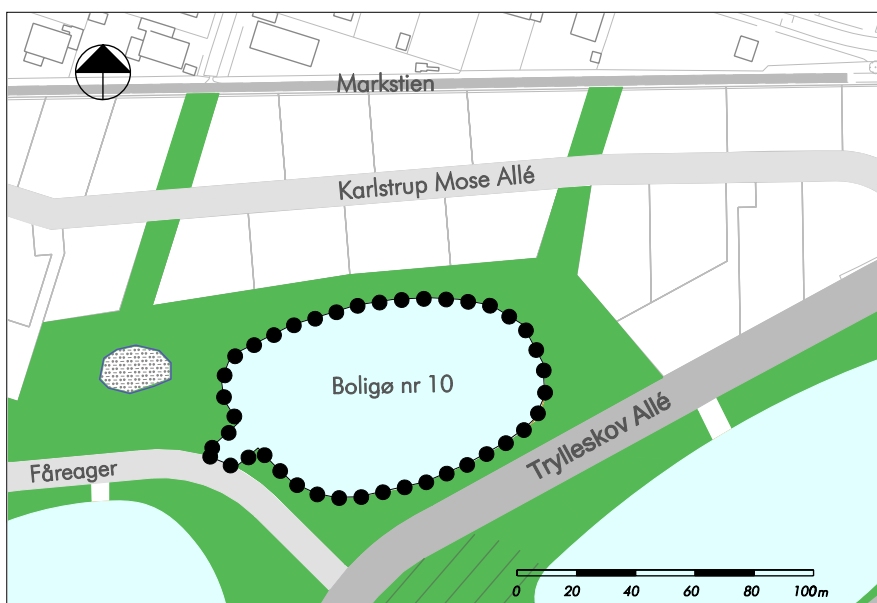 Markstien
Karlstrup Mose Allé
Boligø nr 10
Trylleskov Allé
Fåreager
0 20 40 60 80 100m